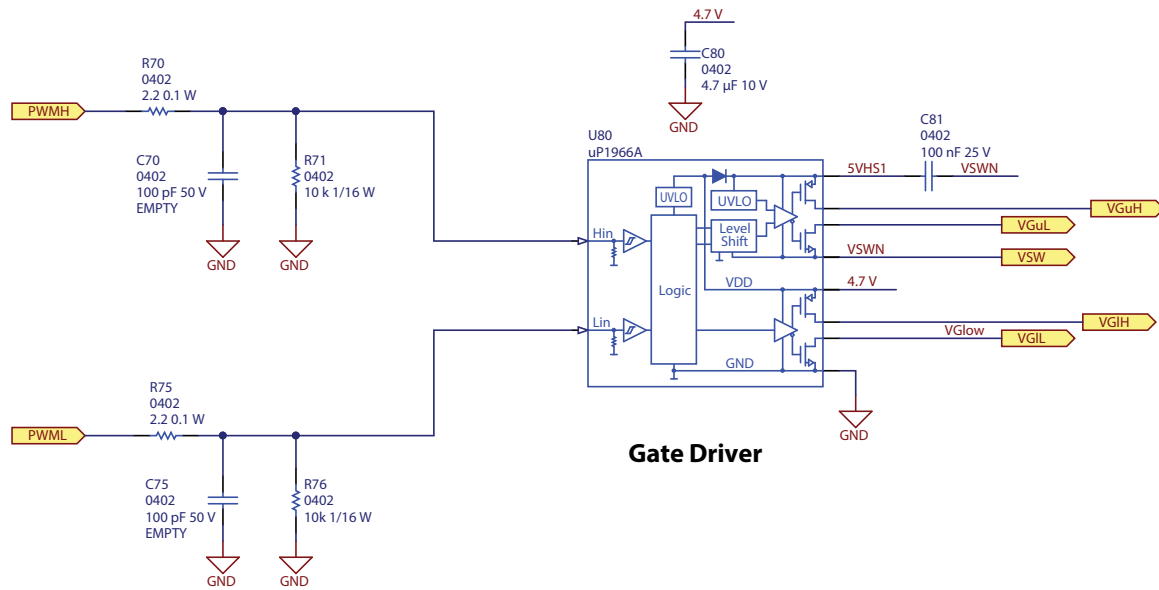 4.7 V
C80
0402
4.7 µF 10 V
GND
R70
0402
2.2 0.1 W
PWMH
C70
0402
100 pF 50 V
EMPTY
R71
0402
10 k 1/16 W
GND
GND
U80
uP1966A
C81
0402
100 nF 25 V
5VHS1
VSWN
UVLO
UVLO
Hin
Level
Shift
Logic
VDD
Lin
GND
VGuH
VGuL
VSWN
VSW
4.7 V
VGlH
VGlow
VGlL
GND
R75
0402
2.2 0.1 W
PWML
C75
0402
100 pF 50 V
EMPTY
R76
0402
10k 1/16 W
GND
GND
Gate Driver